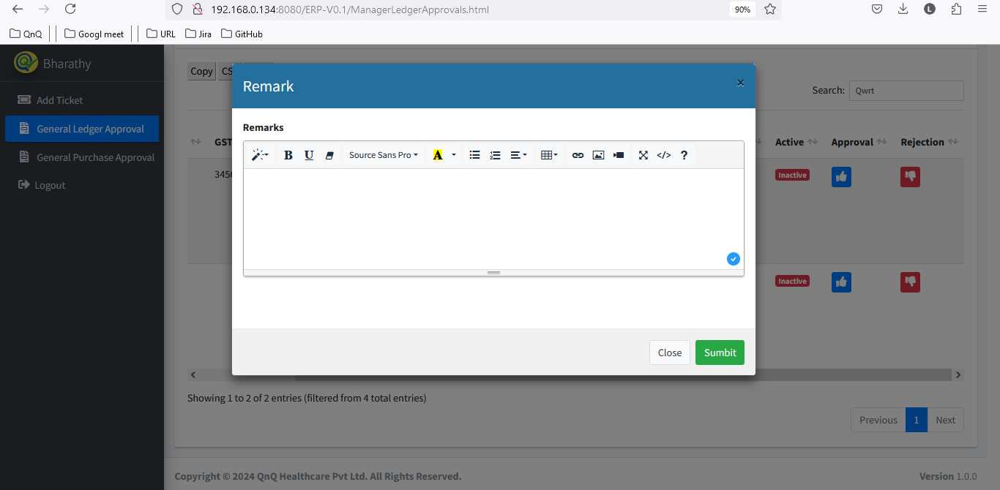 192.168.0.134:8080/ERP-V0.1/ManagerLedgerApprovals.html 90% L
QnQ Googl meet URL Jira GitHub
Bharathy
Add Ticket
General Ledger Approval
General Purchase Approval
Logout
Copy CS
Search: Qwrt
GST Active Approval Rejection
3456 Inactive
Inactive
Remark ×
Remarks
B U Source Sans Pro A </> ?
Close Sumbit
Showing 1 to 2 of 2 entries (filtered from 4 total entries)
Previous 1 Next
Copyright © 2024 QnQ Healthcare Pvt Ltd. All Rights Reserved. Version 1.0.0